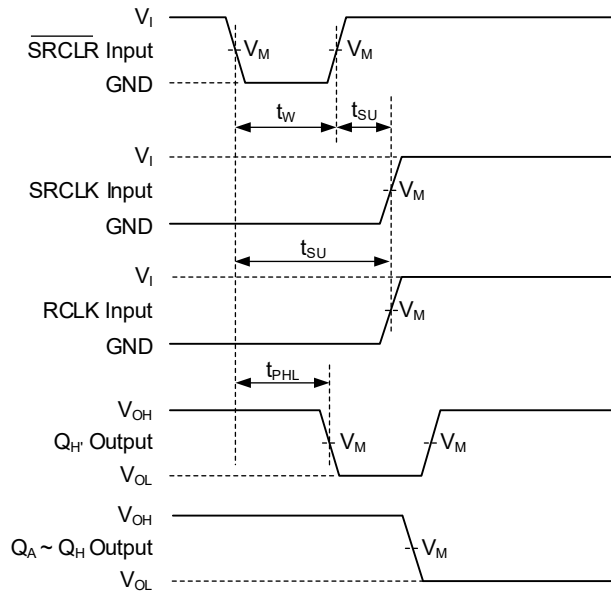 V_I
S̅R̅C̅L̅R̅ Input
V_M
V_M
GND
t_W
t_SU
V_I
SRCLK Input
V_M
GND
t_SU
V_I
RCLK Input
V_M
GND
t_PHL
V_OH
Q_H' Output
V_M
V_M
V_OL
V_OH
Q_A ~ Q_H Output
V_M
V_OL